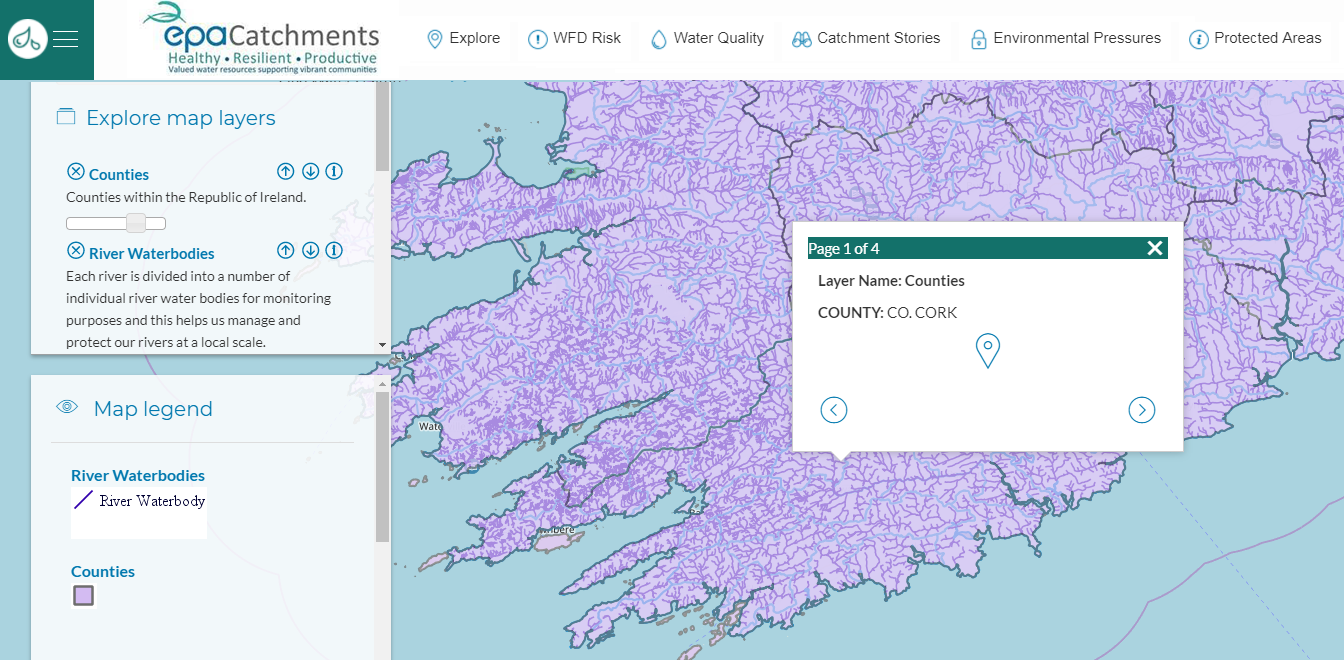 epaCatchments
Healthy • Resilient • Productive
Valued water resources supporting vibrant communities
Explore
WFD Risk
Water Quality
Catchment Stories
Environmental Pressures
Protected Areas
Explore map layers
Counties
Counties within the Republic of Ireland.
River Waterbodies
Each river is divided into a number of
individual river water bodies for monitoring
purposes and this helps us manage and
protect our rivers at a local scale.
Page 1 of 4
Layer Name: Counties
COUNTY: CO. CORK
Map legend
River Waterbodies
River Waterbody
Counties
Wate